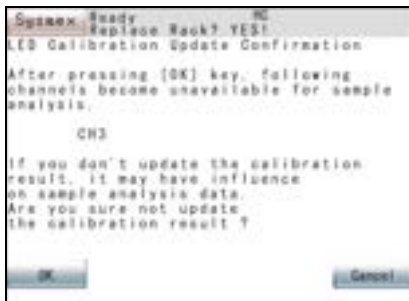 Sysmex Ready HC
Replace Rack? YES!
LED Calibration Update Confirmation
After pressing [OK] key, following
channels become unavailable for sample
analysis.
CH3
If you don't update the calibration
result, it may have influence
on sample analysis data.
Are you sure not update
the calibration result ?
OK Cancel